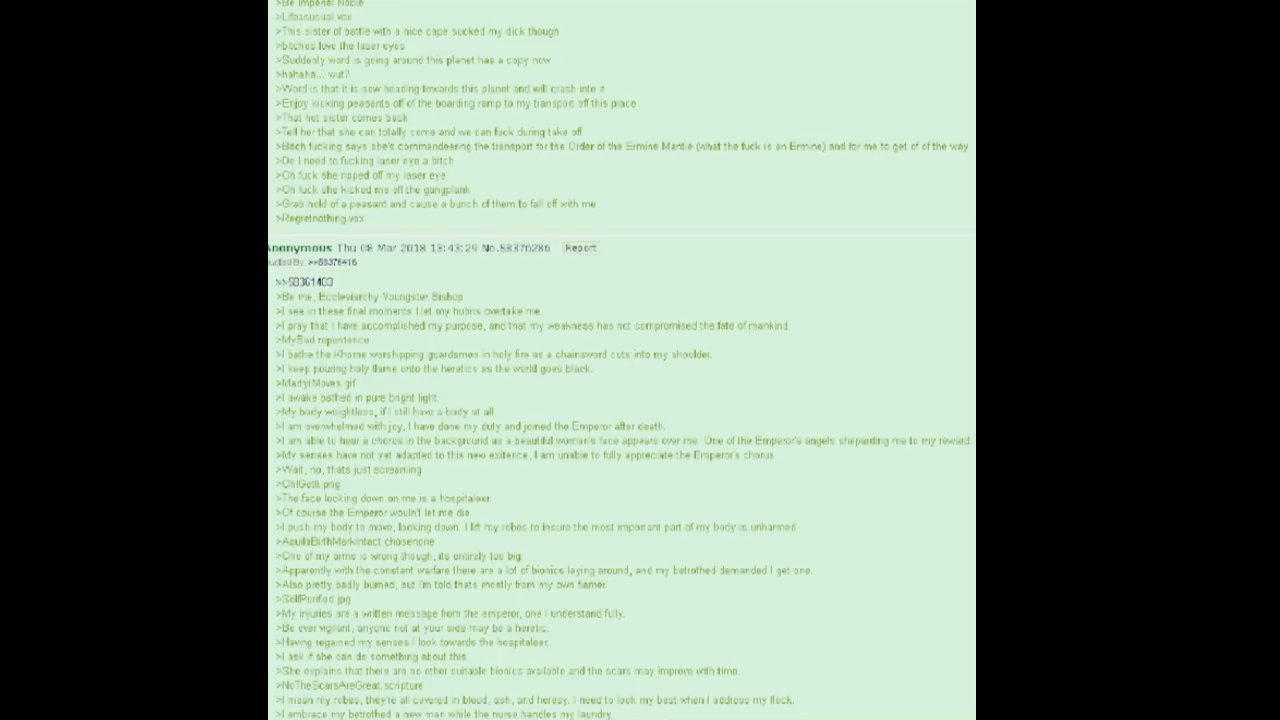 >Be Imperial Noble
>Lifeasusual.vox
>This sister of battle with a nice cape sucked my dick though
>bitches love the laser eyes
>Suddenly word is going around this planet has a copy now
>hahaha... wut?
>Word is that it is now heading towards this planet and will crash into it
>Enjoy kicking peasants off of the boarding ramp to my transport off this place
>That hot sister comes back
>Tell her that she can totally come and we can fuck during take off
>Bitch fucking says she's commandeering the transport for the Order of the Ermine Mantle (what the fuck is an Ermine) and for me to get of of the way.
>Do I need to fucking laser eye a bitch
>Oh fuck she ripped off my laser eye
>Oh fuck she kicked me off the gangplank
>Grab hold of a peasant and cause a bunch of them to fall off with me
>Regretnothing.vox
Anonymous Thu 08 Mar 2018 13:43:29 No.58376286 Report
uoted By: >>58376416
>>58361403
>Be me, Ecclesiarchy Youngster Bishop
>I see in these final moments I let my hubris overtake me.
>I pray that I have accomplished my purpose, and that my weakness has not compromised the fate of mankind.
>MyBad.repentence
>I bathe the Khorne worshipping guardsmen in holy fire as a chainsword cuts into my shoulder.
>I keep pouring holy flame onto the heretics as the world goes black.
>MartyrMoves.gif
>I awake bathed in pure bright light.
>My body weightless, if I still have a body at all.
>I am overwhelmed with joy, I have done my duty and joined the Emperor after death.
>I am able to hear a chorus in the background as a beautiful woman's face appears over me. One of the Emperor's angels sheparding me to my reward.
>My senses have not yet adapted to this new exitence, I am unable to fully appreciate the Emperor's chorus
>Wait, no, thats just screaming
>OhIGetIt.png
>The face looking down on me is a hospitaleer
>Of course the Emperor wouldn't let me die.
>I push my body to move, looking down. I lift my robes to insure the most important part of my body is unharmed.
>AquilaBirthMarkIntact.chosenone
>One of my arms is wrong though, its entirely too big.
>Apparently with the constant warfare there are a lot of bionics laying around, and my betrothed demanded I get one.
>Also pretty badly burned, but I'm told thats mostly from my own flamer.
>SelfPurified.jpg
>My injuries are a written message from the emperor, one I understand fully.
>Be ever vigilant, anyone not at your side may be a heretic.
>Having regained my senses I look towards the hospitaleer.
>I ask if she can do something about this.
>She explains that there are no other suitable bionics available and the scars may improve with time.
>NoTheScarsAreGreat.scripture
>I mean my robes, they're all covered in blood, ash, and heresy. I need to look my best when I address my flock.
>I embrace my betrothed a new man while the nurse handles my laundry.